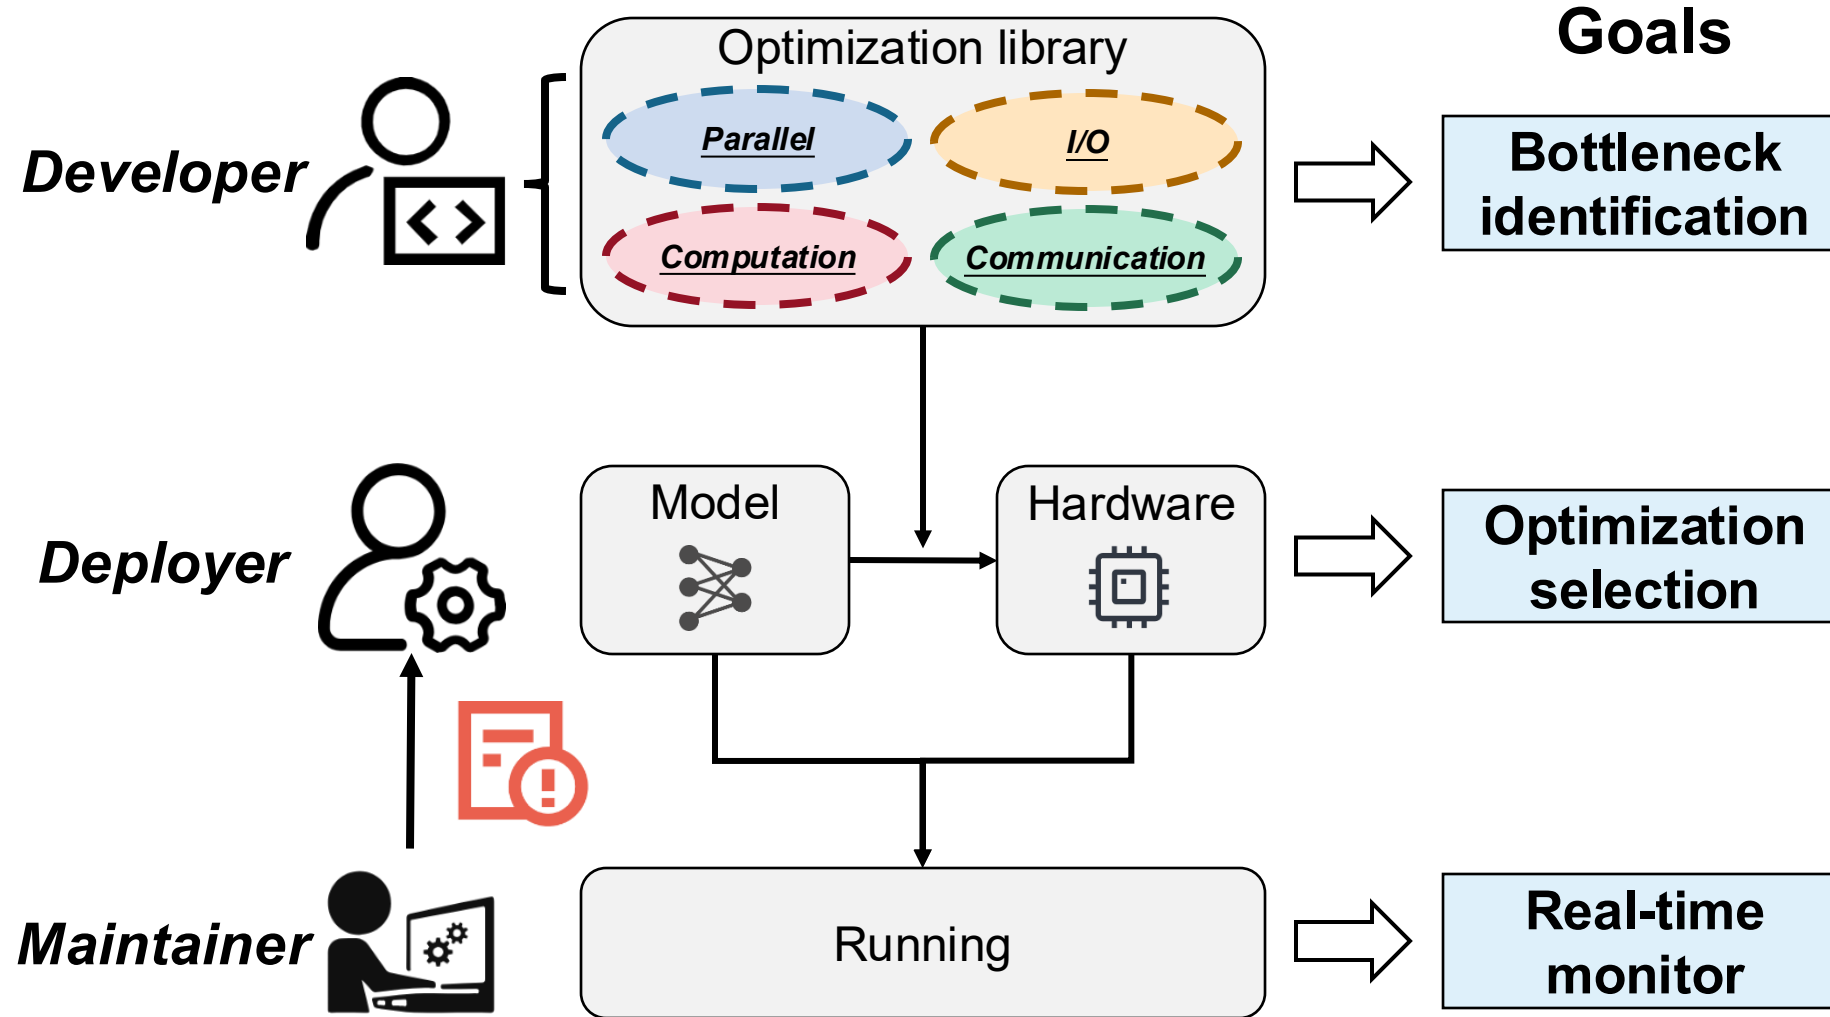 Goals
Optimization library
Developer
Parallel
I/O
Computation
Communication
Bottleneck
identification
Deployer
Model
Hardware
Optimization
selection
Maintainer
Running
Real-time
monitor